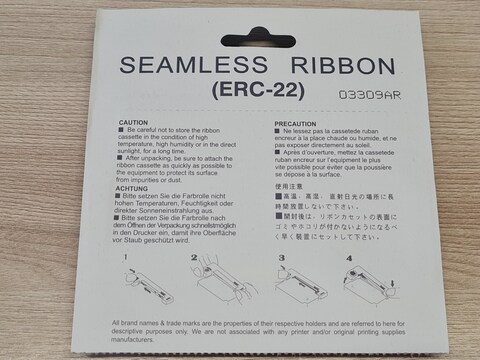 SEAMLESS RIBBON
(ERC-22)
03309AR
CAUTION
■ Be careful not to store the ribbon
cassette in the condition of high
temperature, high humidity or in the direct
sunlight, for a long time.
■ After unpacking, be sure to attach the
ribbon cassette as quickly as possible to
the equipment to protect its surface
from impurities or dust.
ACHTUNG
■ Bitte setzen Sie die Farbrolle nicht
hohen Temperaturen, Feuchtigkeit oder
direkter Sonneneinstrahlung aus.
■ Bitte setzen Sie die Farbrolle nach
dem Öffnen der Verpackung schnellstmöglich
in den Drucker ein, damit ihre Oberfläche
vor Staub geschützt wird.
PRECAUTION
■ Ne lessez pas la cassetede ruban
encreur à la place chaude ou humide, et ne
pas exposer directement au soleil.
■ Après d'ouverture, mettez la cassette
ruban encreur sur l'equipment le plus
vite possible pour éviter que la poussière
se depose à la surface.
使用注意
■高温、高湿、直射日光の場所に長
時間放置しないで下さい。
■開封後は、リボンカセットの表面に
ゴミやホコリが付かないようになるべ
く早く装置にセットして下さい。
1 2 3 4
All brand names & trade marks are the properties of their respective holders and are referred to here for
descriptive purposes only. We are not associated with any printer and/or original printing supplies
manufacturers.